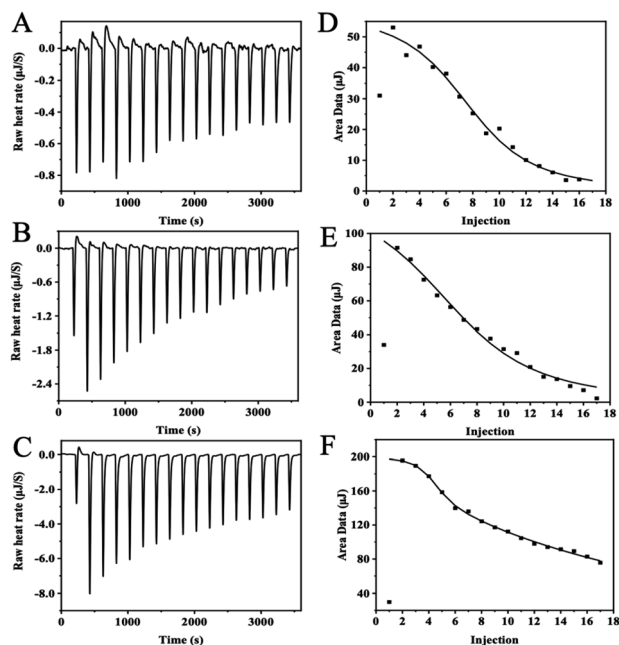 A
Raw heat rate (µJ/S)
0.0
-0.2
-0.4
-0.6
-0.8
0 1000 2000 3000
Time (s)
D
Area Data (µJ)
50
40
30
20
10
0
0 2 4 6 8 10 12 14 16 18
Injection
B
Raw heat rate (µJ/S)
0.0
-0.6
-1.2
-1.8
-2.4
0 1000 2000 3000
Time (s)
E
Area Data (µJ)
100
80
60
40
20
0
0 2 4 6 8 10 12 14 16 18
Injection
C
Raw heat rate (µJ/S)
0.0
-2.0
-4.0
-6.0
-8.0
0 1000 2000 3000
Time (s)
F
Area Data (µJ)
200
160
120
80
40
0 2 4 6 8 10 12 14 16 18
Injection